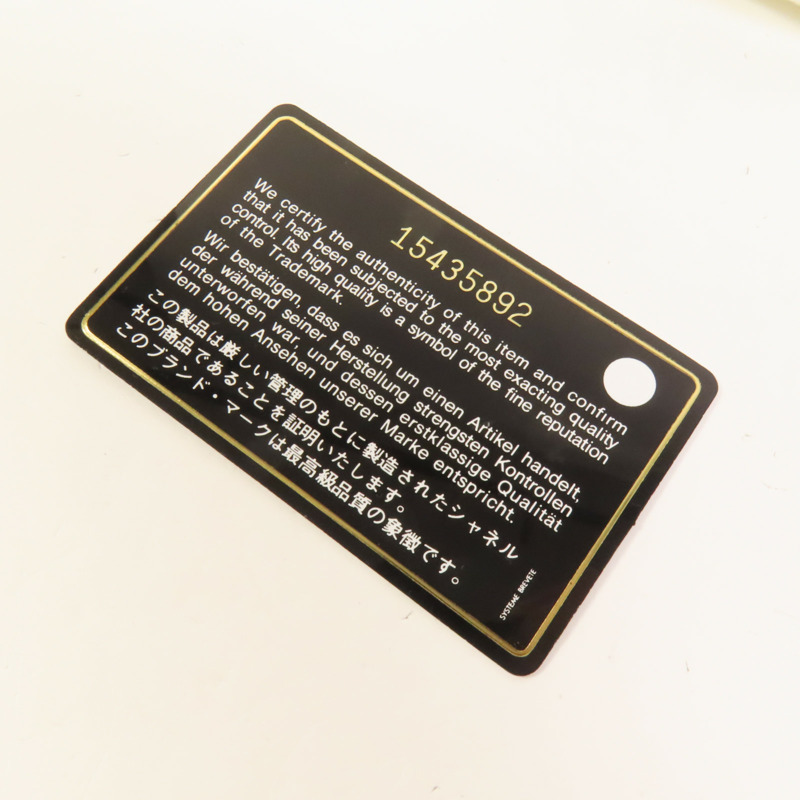 15435892
We certify the authenticity of this item and confirm
that it has been subjected to the most exacting quality
control. Its high quality is a symbol of the fine reputation
of the Trademark.
Wir bestätigen, dass es sich um einen Artikel handelt,
der während seiner Herstellung strengsten Kontrollen
unterworfen war, und dessen erstklassige Qualität
dem hohen Ansehen unserer Marke entspricht.
この製品は厳しい管理のもとに製造されたシャネル
社の商品であることを証明いたします。
このブランド・マークは最高級品質の象徴です。
SYSTEME BREVETE